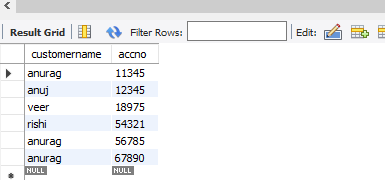 Result Grid Filter Rows: Edit:
customername accno
anurag 11345
anuj 12345
veer 18975
rishi 54321
anurag 56785
anurag 67890
NULL NULL